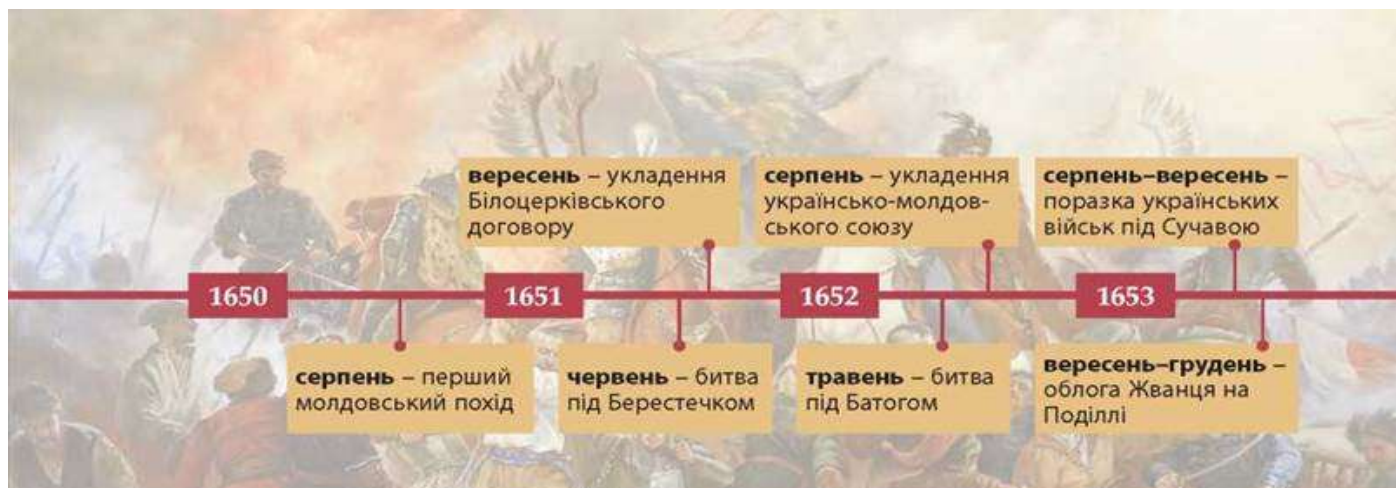 вересень – укладення
Білоцерківського
договору
серпень – укладення
українсько-молдов-
ського союзу
серпень–вересень –
поразка українських
військ під Сучавою
1650
1651
1652
1653
серпень – перший
молдовський похід
червень – битва
під Берестечком
травень – битва
під Батогом
вересень–грудень –
облога Жванця на
Поділлі